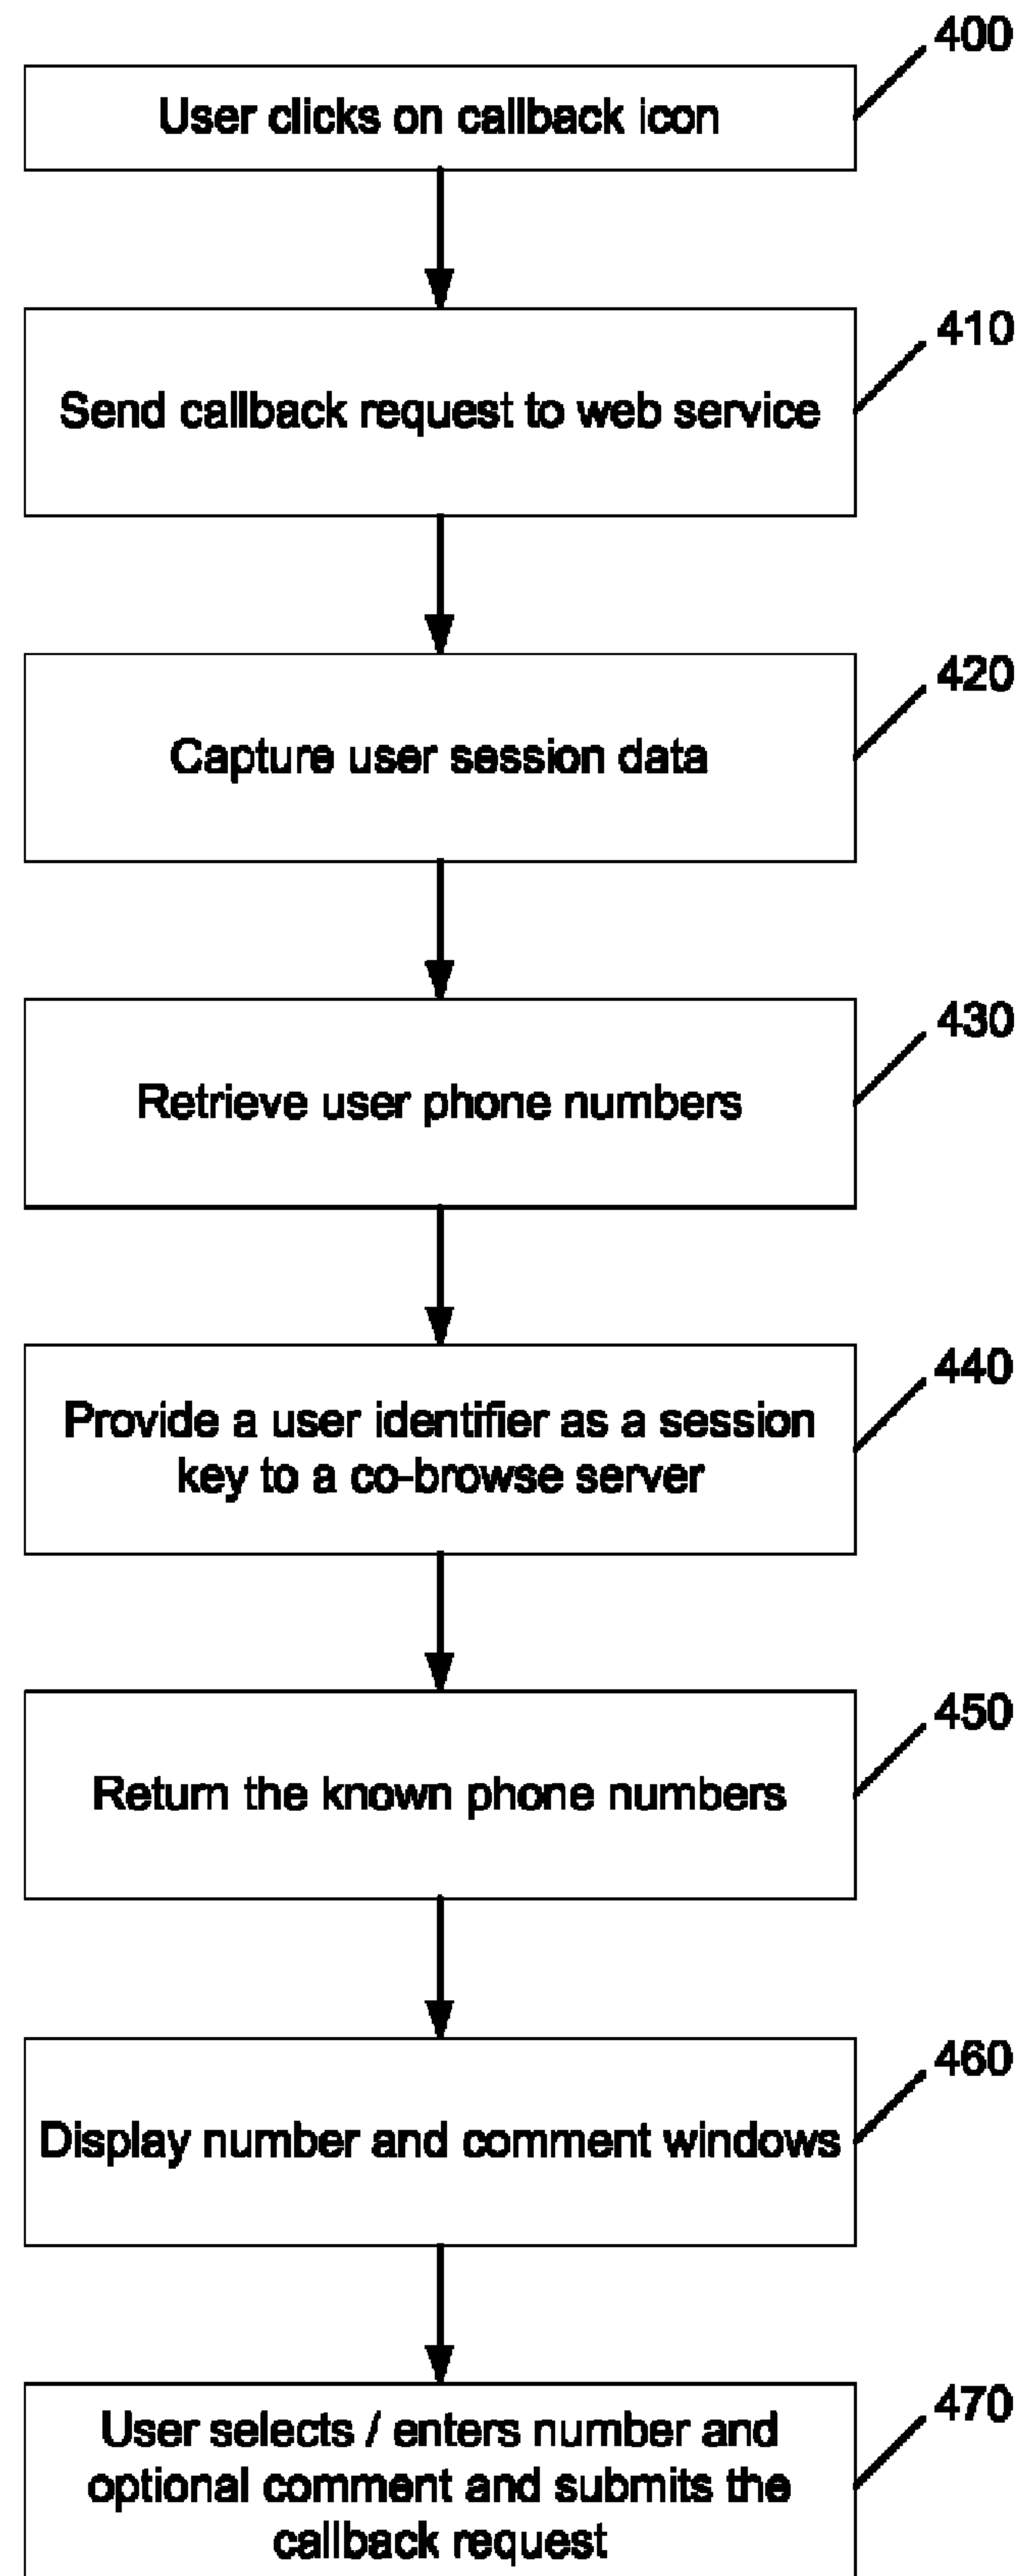 400
User clicks on callback icon
410
Send callback request to web service
420
Capture user session data
430
Retrieve user phone numbers
440
Provide a user identifier as a session
key to a co-browse server
450
Return the known phone numbers
460
Display number and comment windows
470
User selects / enters number and
optional comment and submits the
callback request